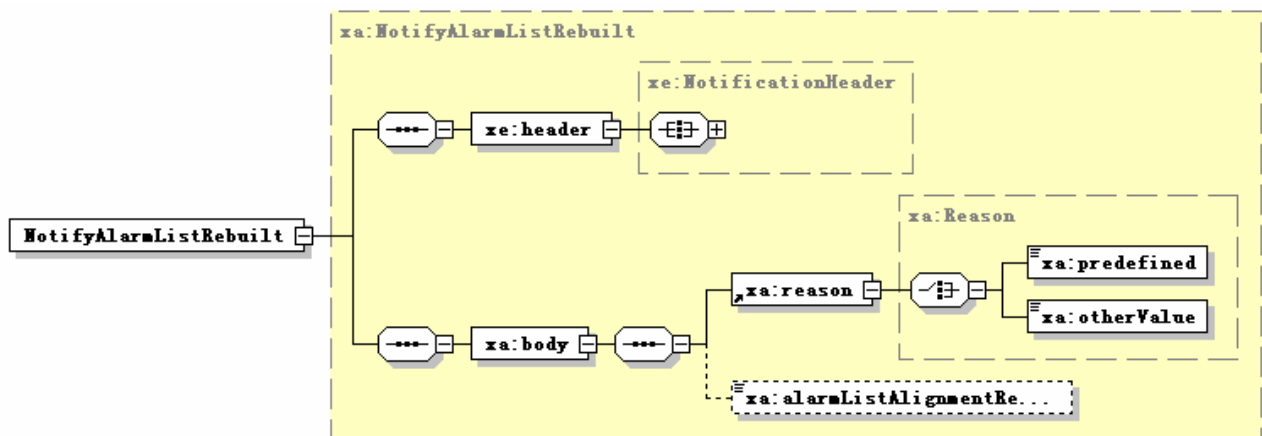 xa:NotifyAlarmListRebuilt
xe:NotificationHeader
xe:header
xa:Reason
NotifyAlarmListRebuilt
xa:predefined
xa:reason
xa:otherValue
xa:body
xa:alarmListAlignmentRe...